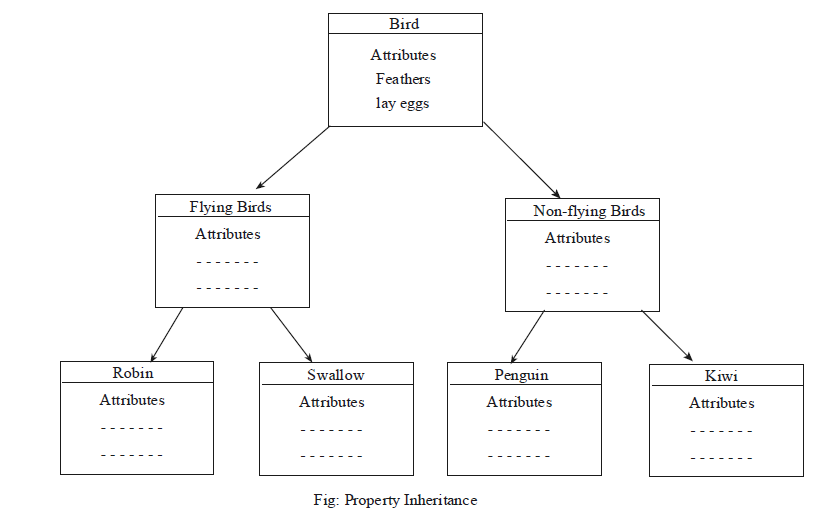 Bird
Attributes
Feathers
lay eggs
Flying Birds
Attributes
- - - - - - -
- - - - - - -
Non-flying Birds
Attributes
- - - - - - -
- - - - - - -
Robin
Attributes
- - - - - - -
- - - - - - -
Swallow
Attributes
- - - - - - -
- - - - - - -
Penguin
Attributes
- - - - - - -
- - - - - - -
Kiwi
Attributes
- - - - - - -
- - - - - - -
Fig: Property Inheritance